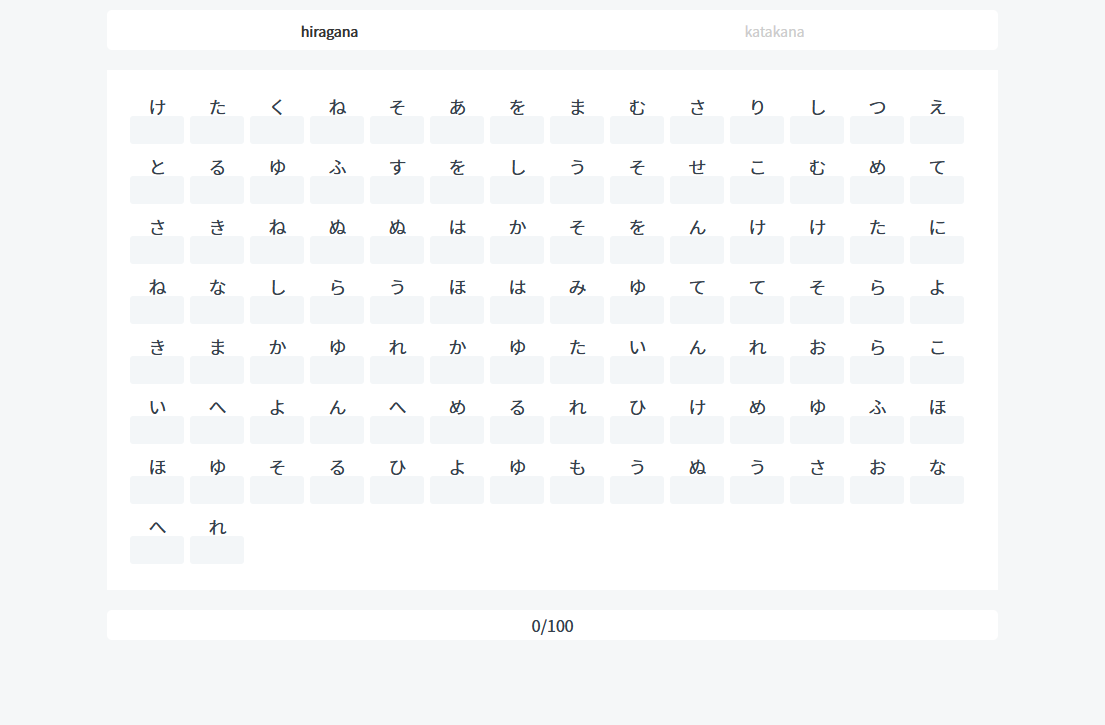 hiragana katakana
け た く ね そ あ を ま む さ り し つ え
と る ゆ ふ す を し う そ せ こ む め て
さ き ね ぬ ぬ は か そ を ん け け た に
ね な し ら う ほ は み ゆ て て そ ら よ
き ま か ゆ れ か ゆ た い ん れ お ら こ
い へ よ ん へ め る れ ひ け め ゆ ふ ほ
ほ ゆ そ る ひ よ ゆ も う ぬ う さ お な
へ れ
0/100